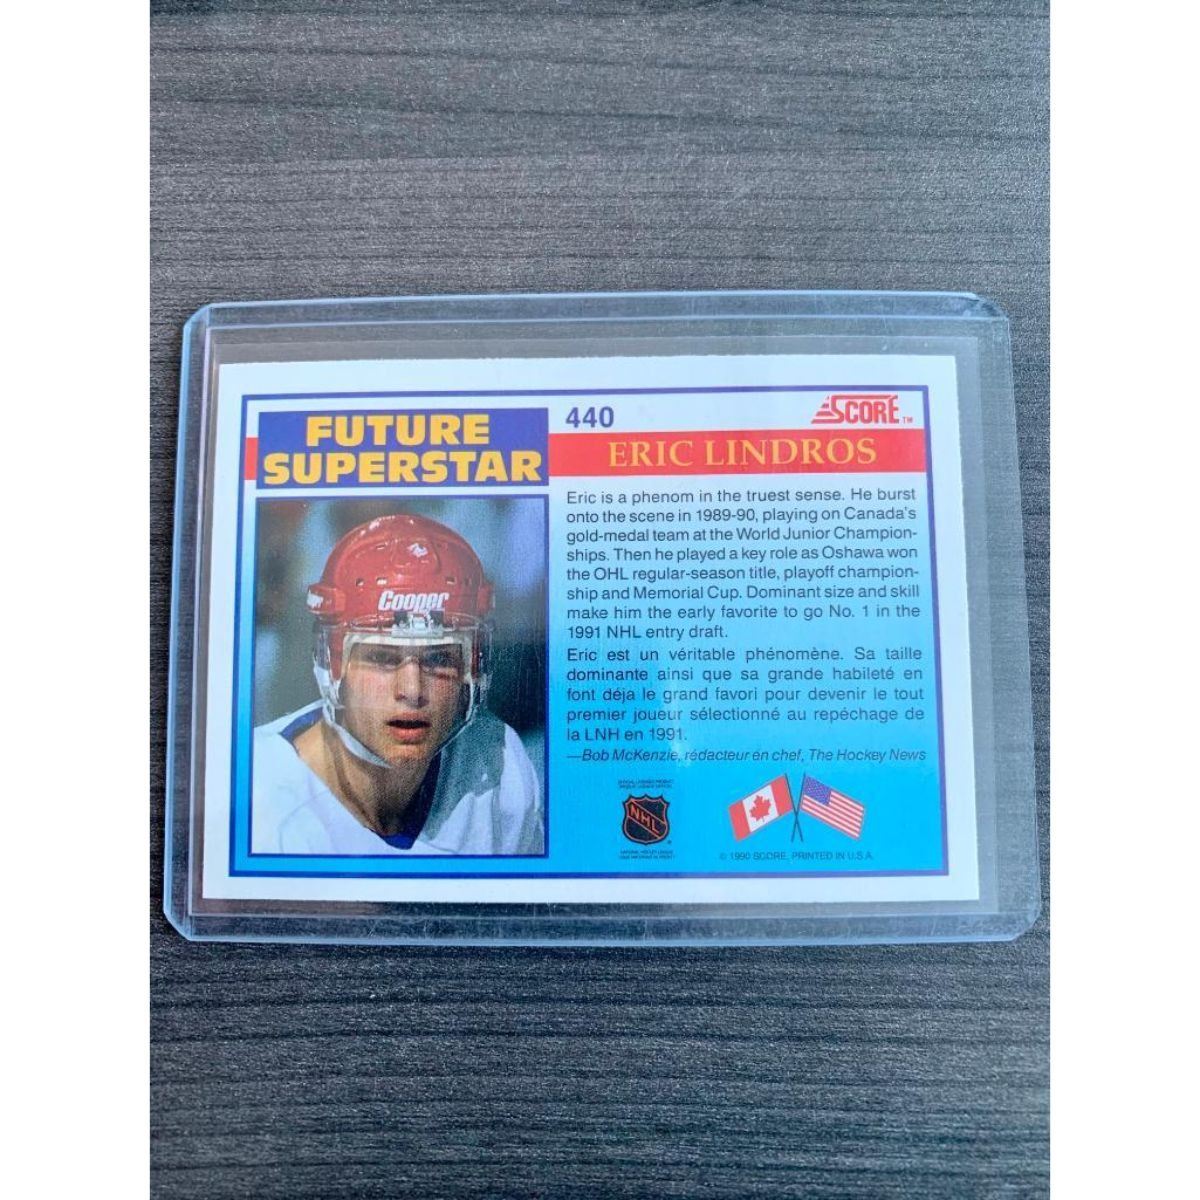 FUTURE
SUPERSTAR
440
SCORE™
ERIC LINDROS
Cooper
Eric is a phenom in the truest sense. He burst
onto the scene in 1989-90, playing on Canada's
gold-medal team at the World Junior Champion-
ships. Then he played a key role as Oshawa won
the OHL regular-season title, playoff champion-
ship and Memorial Cup. Dominant size and skill
make him the early favorite to go No. 1 in the
1991 NHL entry draft.
Eric est un véritable phénomène. Sa taille
dominante ainsi que sa grande habileté en
font déja le grand favori pour devenir le tout
premier joueur sélectionné au repéchage de
la LNH en 1991.
—Bob McKenzie, rédacteur en chef, The Hockey News
NHL
© 1990 SCORE, PRINTED IN U.S.A.